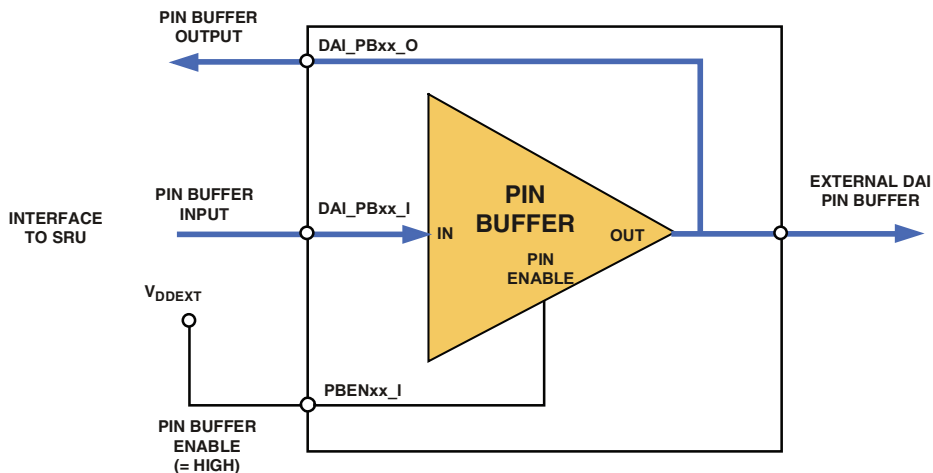 PIN BUFFER
OUTPUT
DAI_PBxx_O
INTERFACE
TO SRU
PIN BUFFER
INPUT
DAI_PBxx_I
IN
PIN
BUFFER
OUT
PIN
ENABLE
EXTERNAL DAI
PIN BUFFER
VDDEXT
PBENxx_I
PIN BUFFER
ENABLE
(= HIGH)